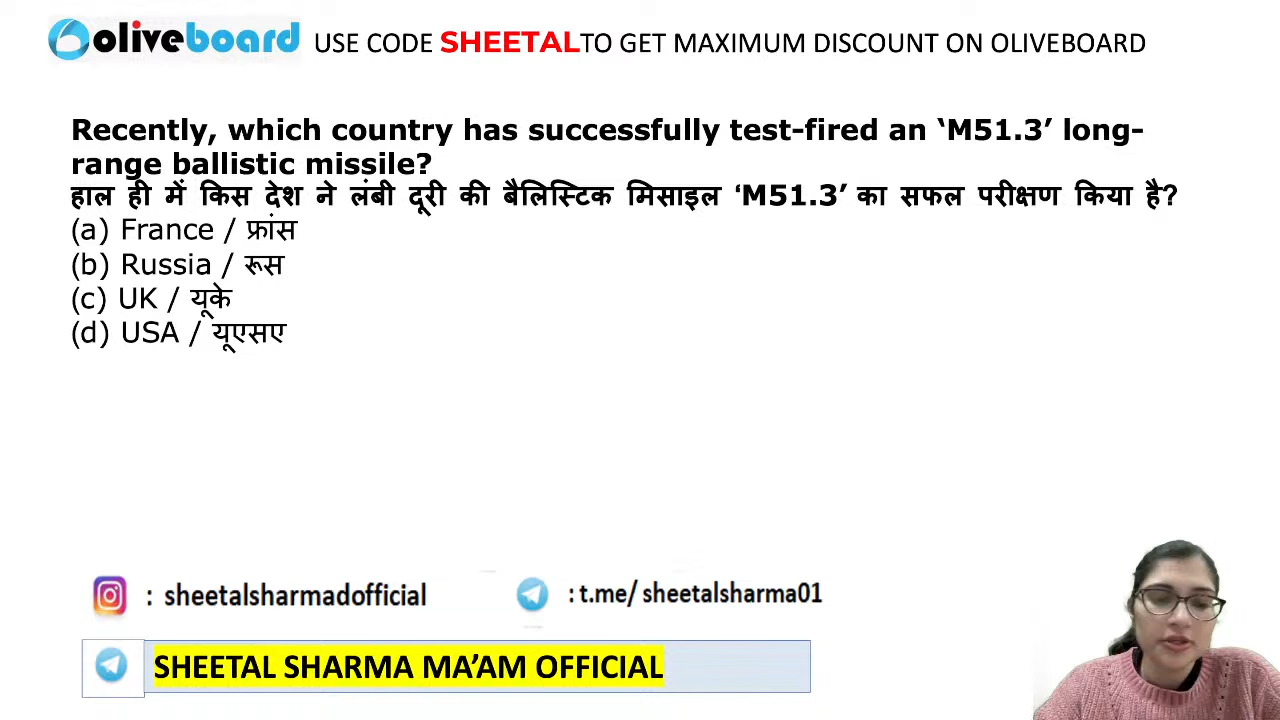 oliveboard USE CODE SHEETAL TO GET MAXIMUM DISCOUNT ON OLIVEBOARD
Recently, which country has successfully test-fired an ‘M51.3’ long-
range ballistic missile?
हाल ही में किस देश ने लंबी दूरी की बैलिस्टिक मिसाइल ‘M51.3’ का सफल परीक्षण किया है?
(a) France / फ्रांस
(b) Russia / रूस
(c) UK / यूके
(d) USA / यूएसए
: sheetalsharmadofficial : t.me/ sheetalsharma01
SHEETAL SHARMA MA’AM OFFICIAL